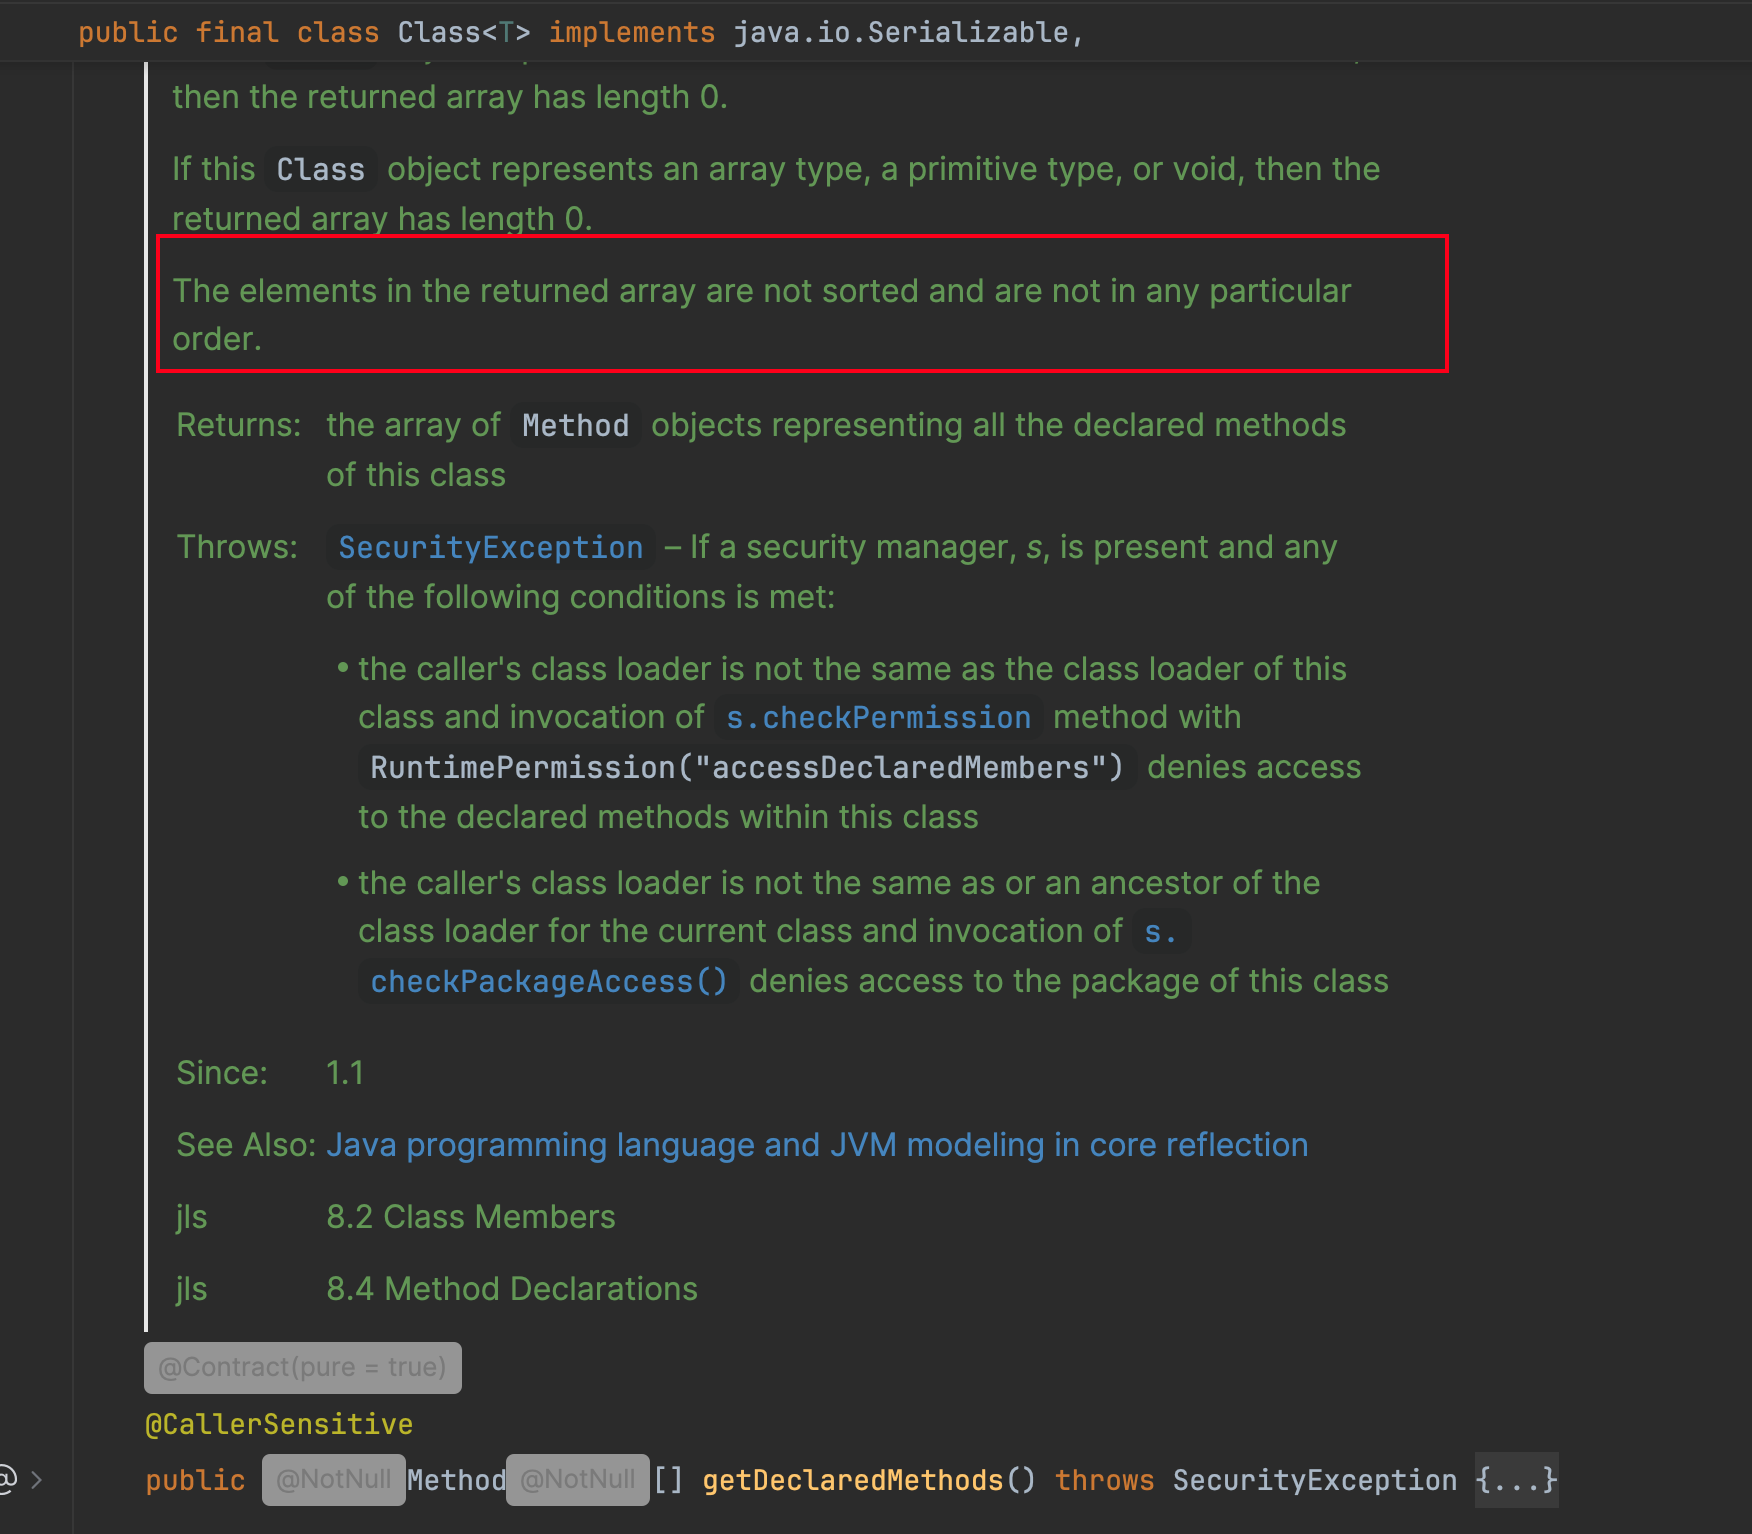 public final class Class<T> implements java.io.Serializable,
then the returned array has length 0.
If this Class object represents an array type, a primitive type, or void, then the
returned array has length 0.
The elements in the returned array are not sorted and are not in any particular
order.
Returns: the array of Method objects representing all the declared methods
of this class
Throws: SecurityException – If a security manager, s, is present and any
of the following conditions is met:
• the caller's class loader is not the same as the class loader of this
class and invocation of s.checkPermission method with
RuntimePermission("accessDeclaredMembers") denies access
to the declared methods within this class
• the caller's class loader is not the same as or an ancestor of the
class loader for the current class and invocation of s.
checkPackageAccess() denies access to the package of this class
Since: 1.1
See Also: Java programming language and JVM modeling in core reflection
jls 8.2 Class Members
jls 8.4 Method Declarations
@Contract(pure = true)
@CallerSensitive
@ > public @NotNull Method @NotNull [] getDeclaredMethods() throws SecurityException {...}